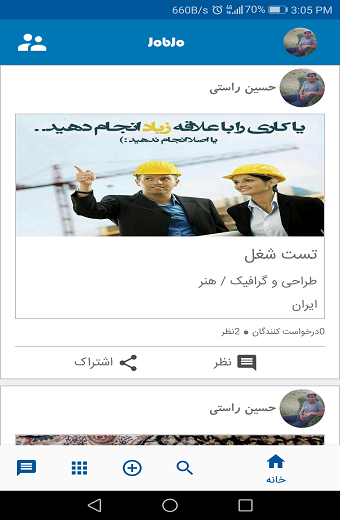 660B/s 4G 70% 3:05 PM
JobJo
حسین راستی
یا کاری را با علاقه زیاد انجام دهید...
یا اصلا انجام ندهید :)
تست شغل
طراحی و گرافیک / هنر
ایران
0درخواست کنندگان ● 2نظر
نظر
اشتراک
حسین راستی
خانه